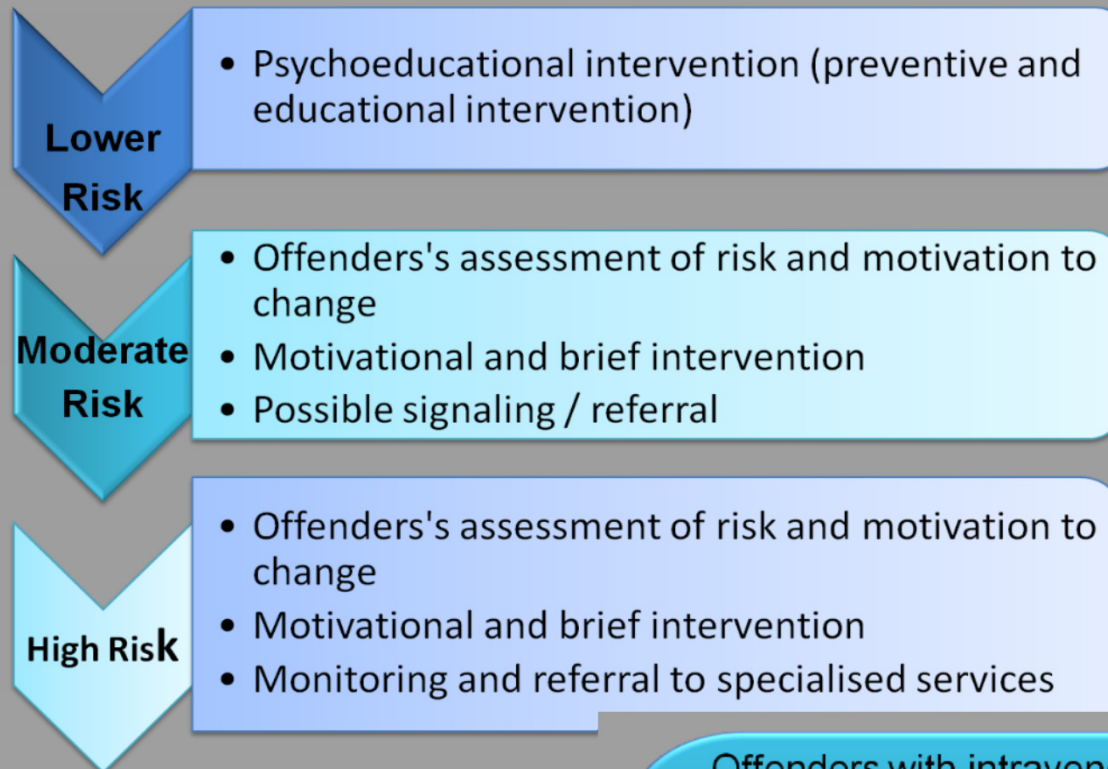 Lower
Risk
• Psychoeducational intervention (preventive and
educational intervention)
Moderate
Risk
• Offenders's assessment of risk and motivation to
change
• Motivational and brief intervention
• Possible signaling / referral
High Risk
• Offenders's assessment of risk and motivation to
change
• Motivational and brief intervention
• Monitoring and referral to specialised services
Offenders with